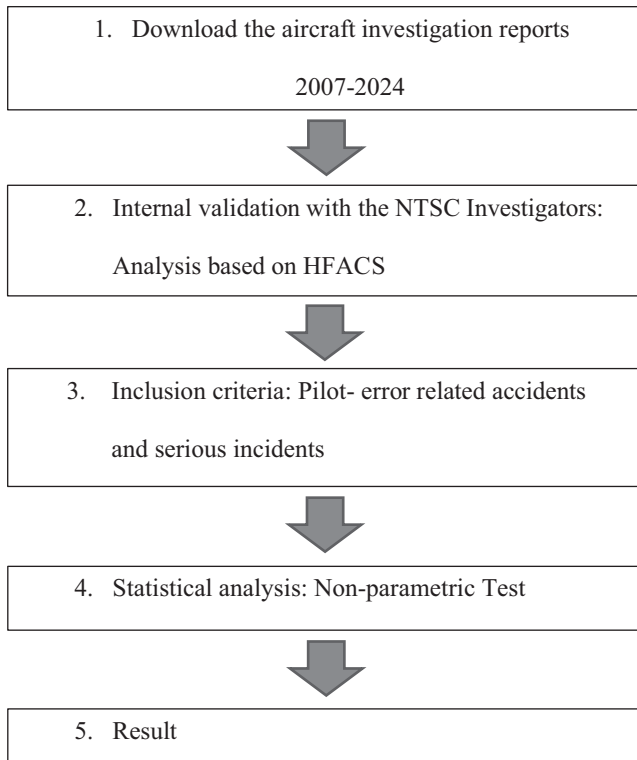 1. Download the aircraft investigation reports
2007-2024
2. Internal validation with the NTSC Investigators:
Analysis based on HFACS
3. Inclusion criteria: Pilot- error related accidents
and serious incidents
4. Statistical analysis: Non-parametric Test
5. Result